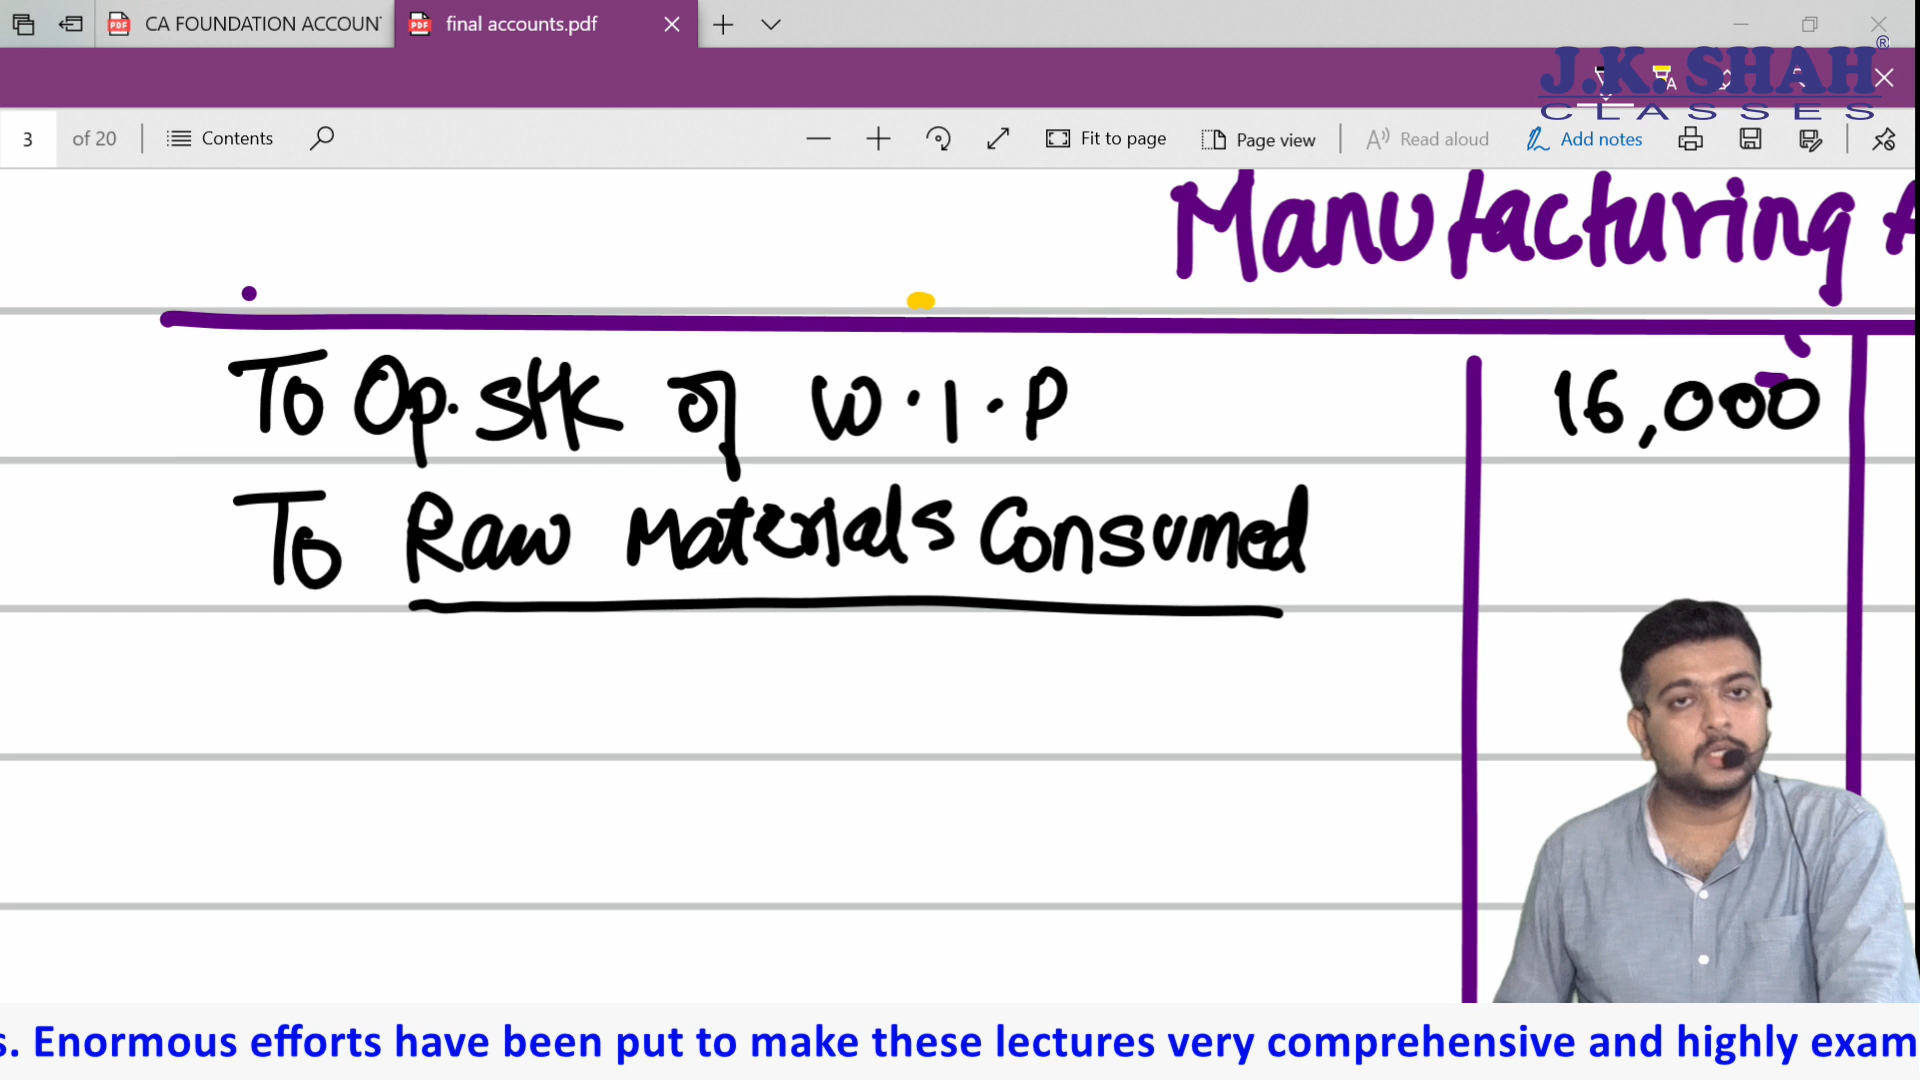 CA FOUNDATION ACCOUN
final accounts.pdf
J.K. SHAH®
CLASSES
3 of 20 Contents Fit to page Page view Read aloud Add notes
Manufacturing A
To Op. Stk of W.I.P 16,000
To Raw Materials Consumed
s. Enormous efforts have been put to make these lectures very comprehensive and highly exam